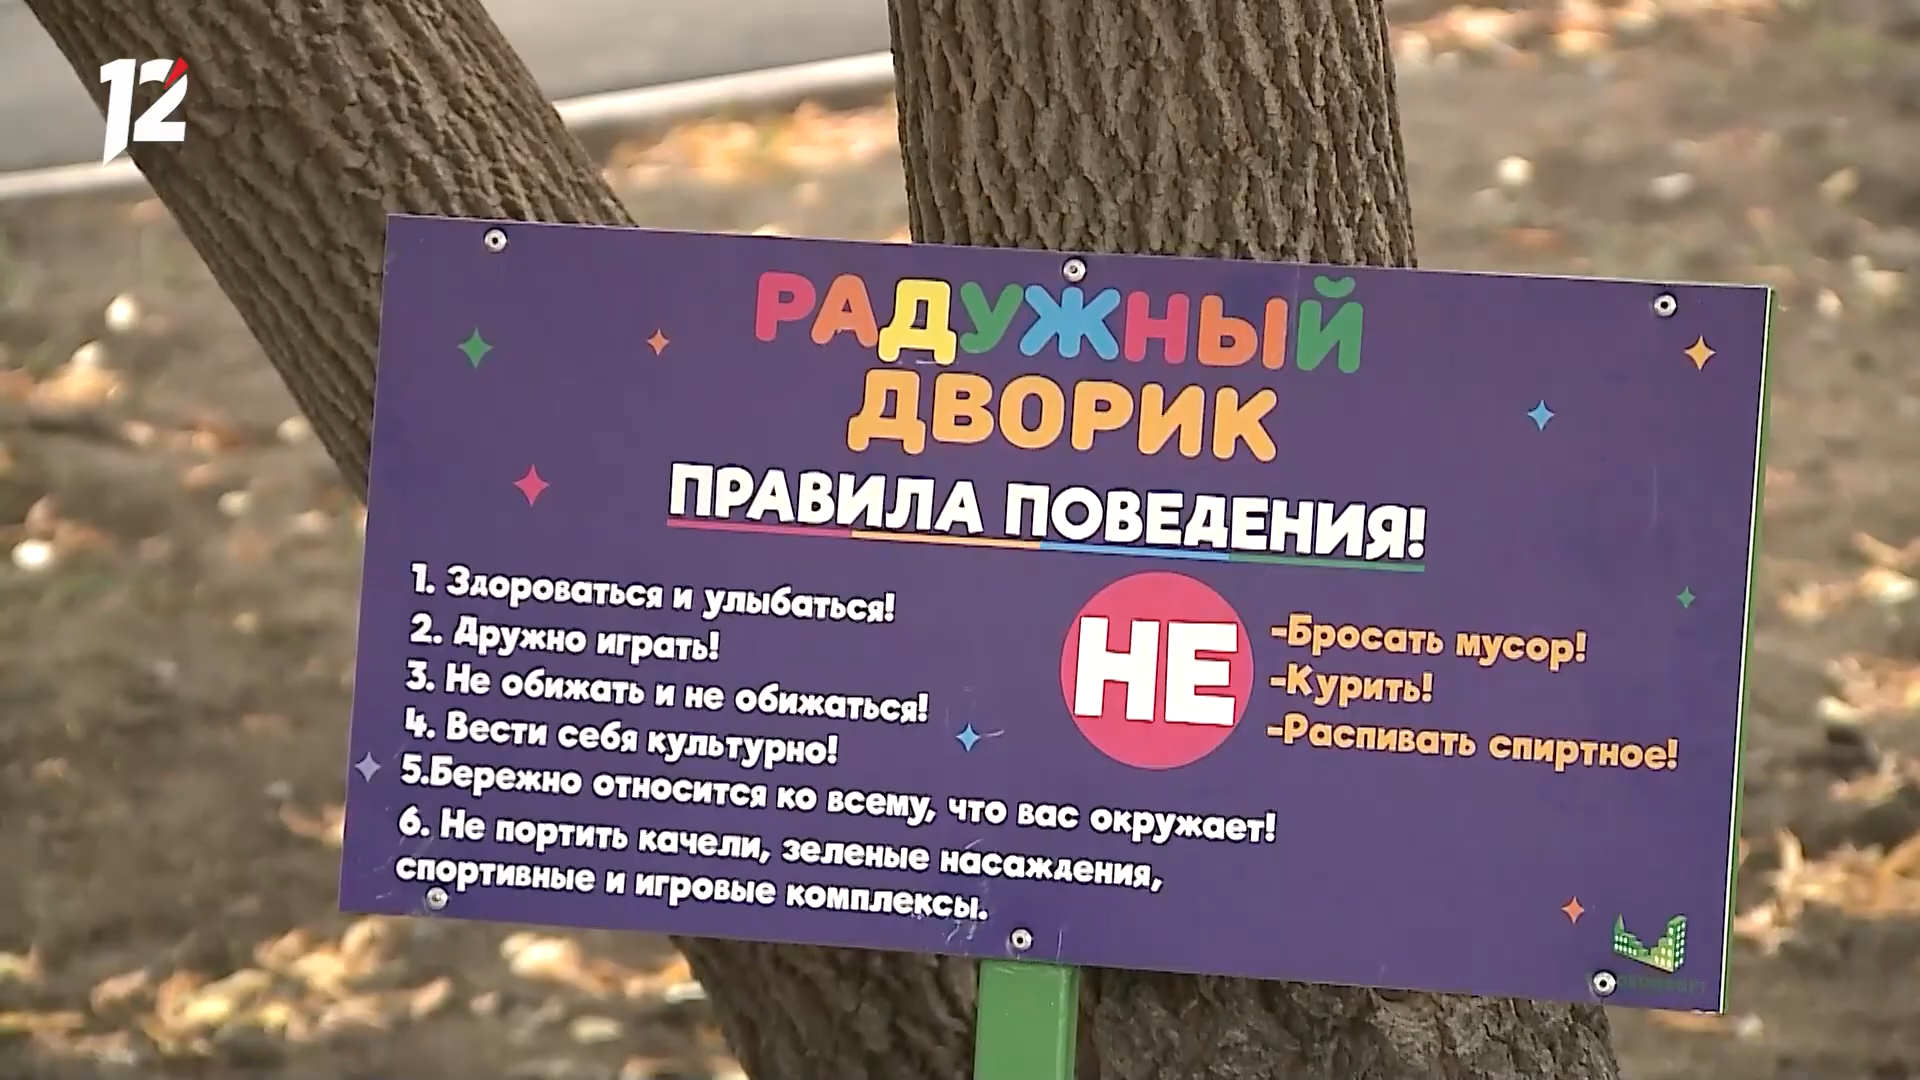 12
РАДУЖНЫЙ
ДВОРИК
ПРАВИЛА ПОВЕДЕНИЯ!
1. Здороваться и улыбаться!
2. Дружно играть!
3. Не обижать и не обижаться!
4. Вести себя культурно!
5.Бережно относится ко всему, что вас окружает!
6. Не портить качели, зеленые насаждения,
спортивные и игровые комплексы.
НЕ
-Бросать мусор!
-Курить!
-Распивать спиртное!